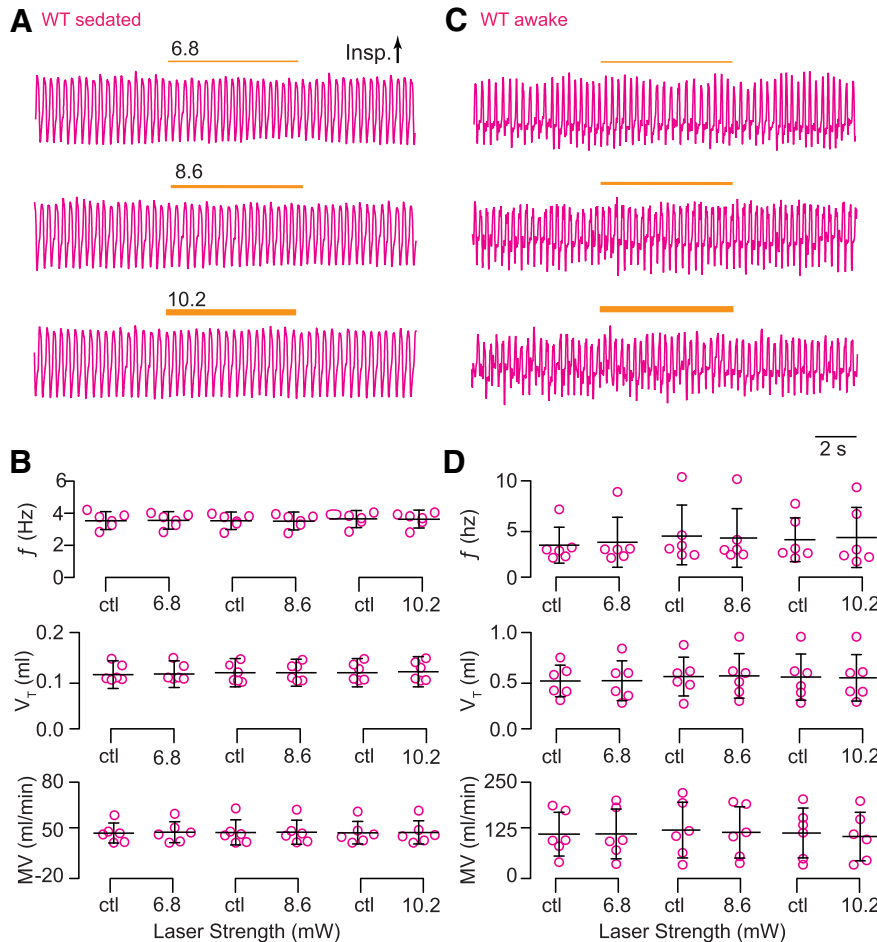 A WT sedated
6.8
Insp.
8.6
10.2
C WT awake
2 s
B
6
4
2
0
f (Hz)
ctl 6.8 ctl 8.6 ctl 10.2
0.2
0.1
0.0
VT (ml)
ctl 6.8 ctl 8.6 ctl 10.2
80
50
-20
MV (ml/min)
ctl 6.8 ctl 8.6 ctl 10.2
Laser Strength (mW)
D
10
5
0
f (hz)
ctl 6.8 ctl 8.6 ctl 10.2
1.0
0.5
0.0
VT (ml)
ctl 6.8 ctl 8.6 ctl 10.2
250
125
0
MV (ml/min)
ctl 6.8 ctl 8.6 ctl 10.2
Laser Strength (mW)